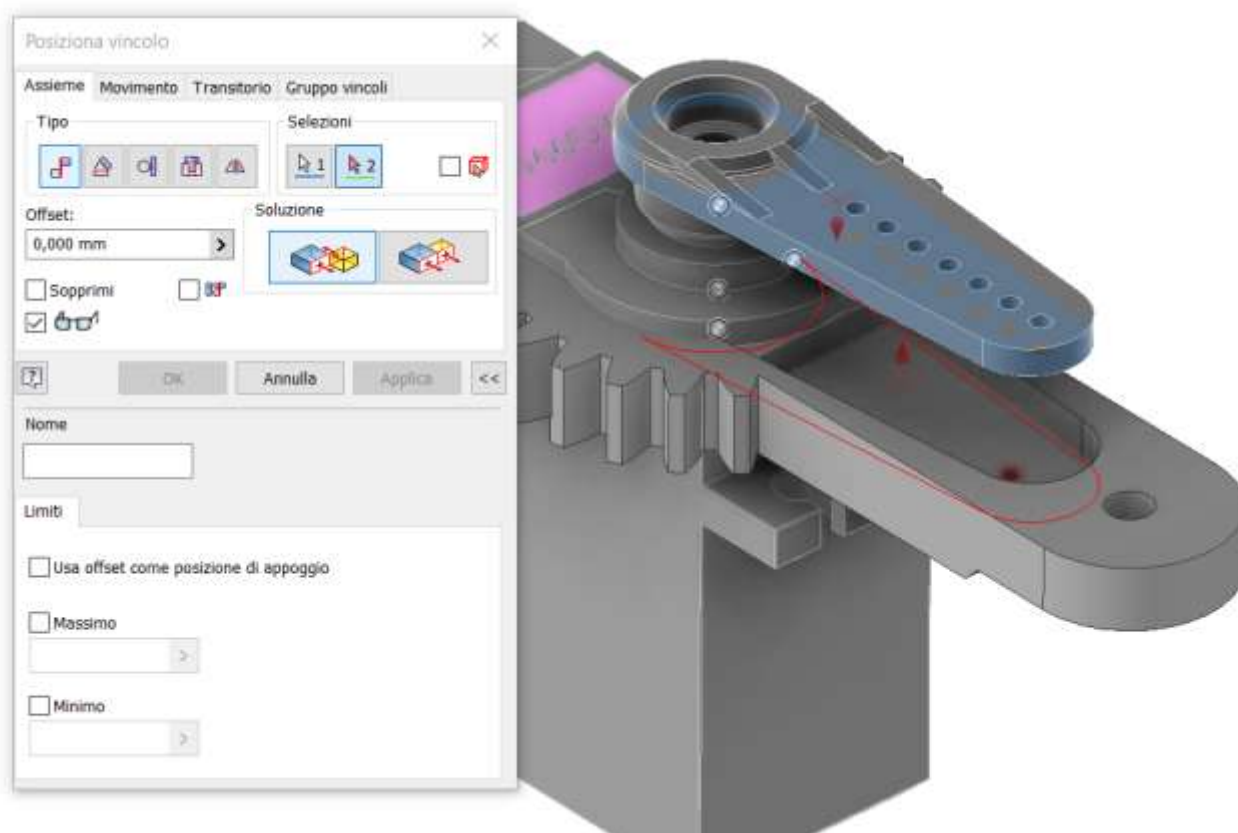 Posiziona vincolo
Assieme Movimento Transitorio Gruppo vincoli
Tipo
Selezioni
1
2
Offset:
Soluzione
0,000 mm
Sopprimi
OK
Annulla
Applica
<<
Nome
Limiti
Usa offset come posizione di appoggio
Massimo
Minimo